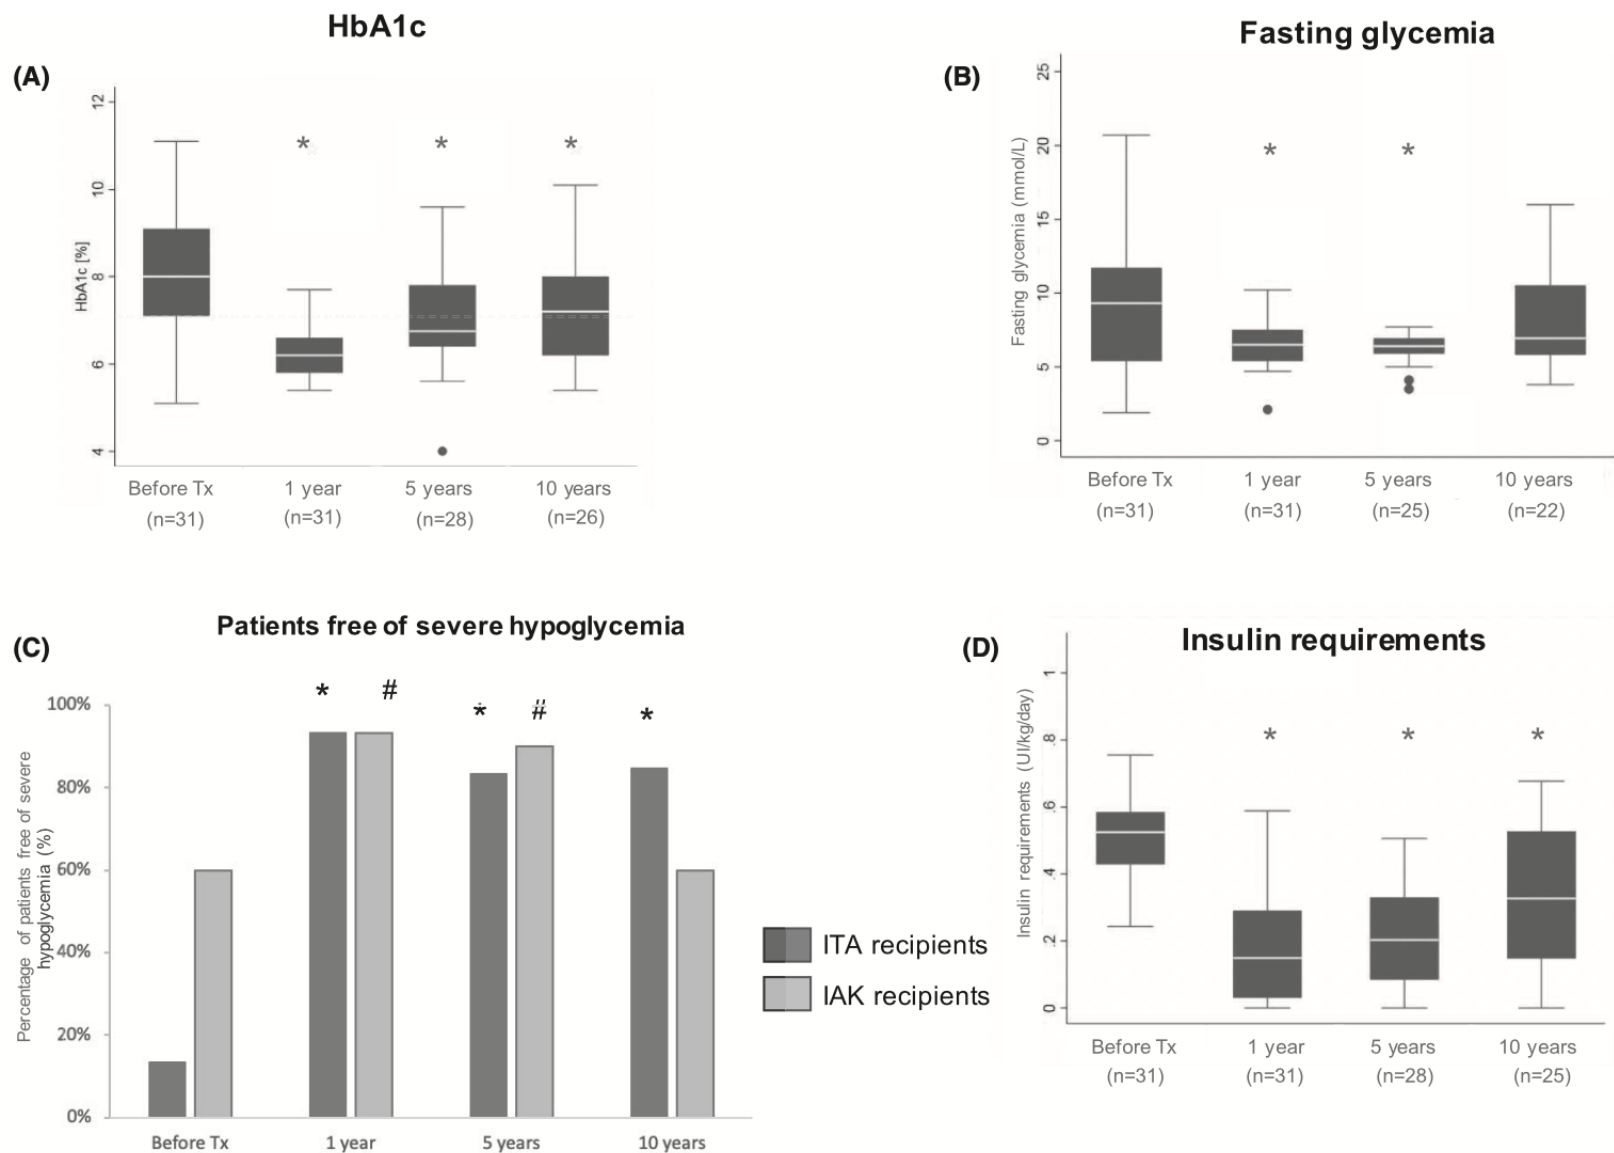 HbA1c
(A)
HbA1c [%]
12
10
8
6
4
*
*
*
Before Tx
1 year
5 years
10 years
(n=31)
(n=31)
(n=28)
(n=26)
Fasting glycemia
(B)
Fasting glycemia (mmol/L)
25
20
15
10
5
0
*
*
Before Tx
1 year
5 years
10 years
(n=31)
(n=31)
(n=25)
(n=22)
Patients free of severe hypoglycemia
(C)
Percentage of patients free of severe
hypoglycemia (%)
100%
80%
60%
40%
20%
0%
* #
* #
*
Before Tx
1 year
5 years
10 years
ITA recipients
IAK recipients
Insulin requirements
(D)
Insulin requirements (UI/kg/day)
1
.8
.6
.4
.2
0
*
*
*
Before Tx
1 year
5 years
10 years
(n=31)
(n=31)
(n=28)
(n=25)